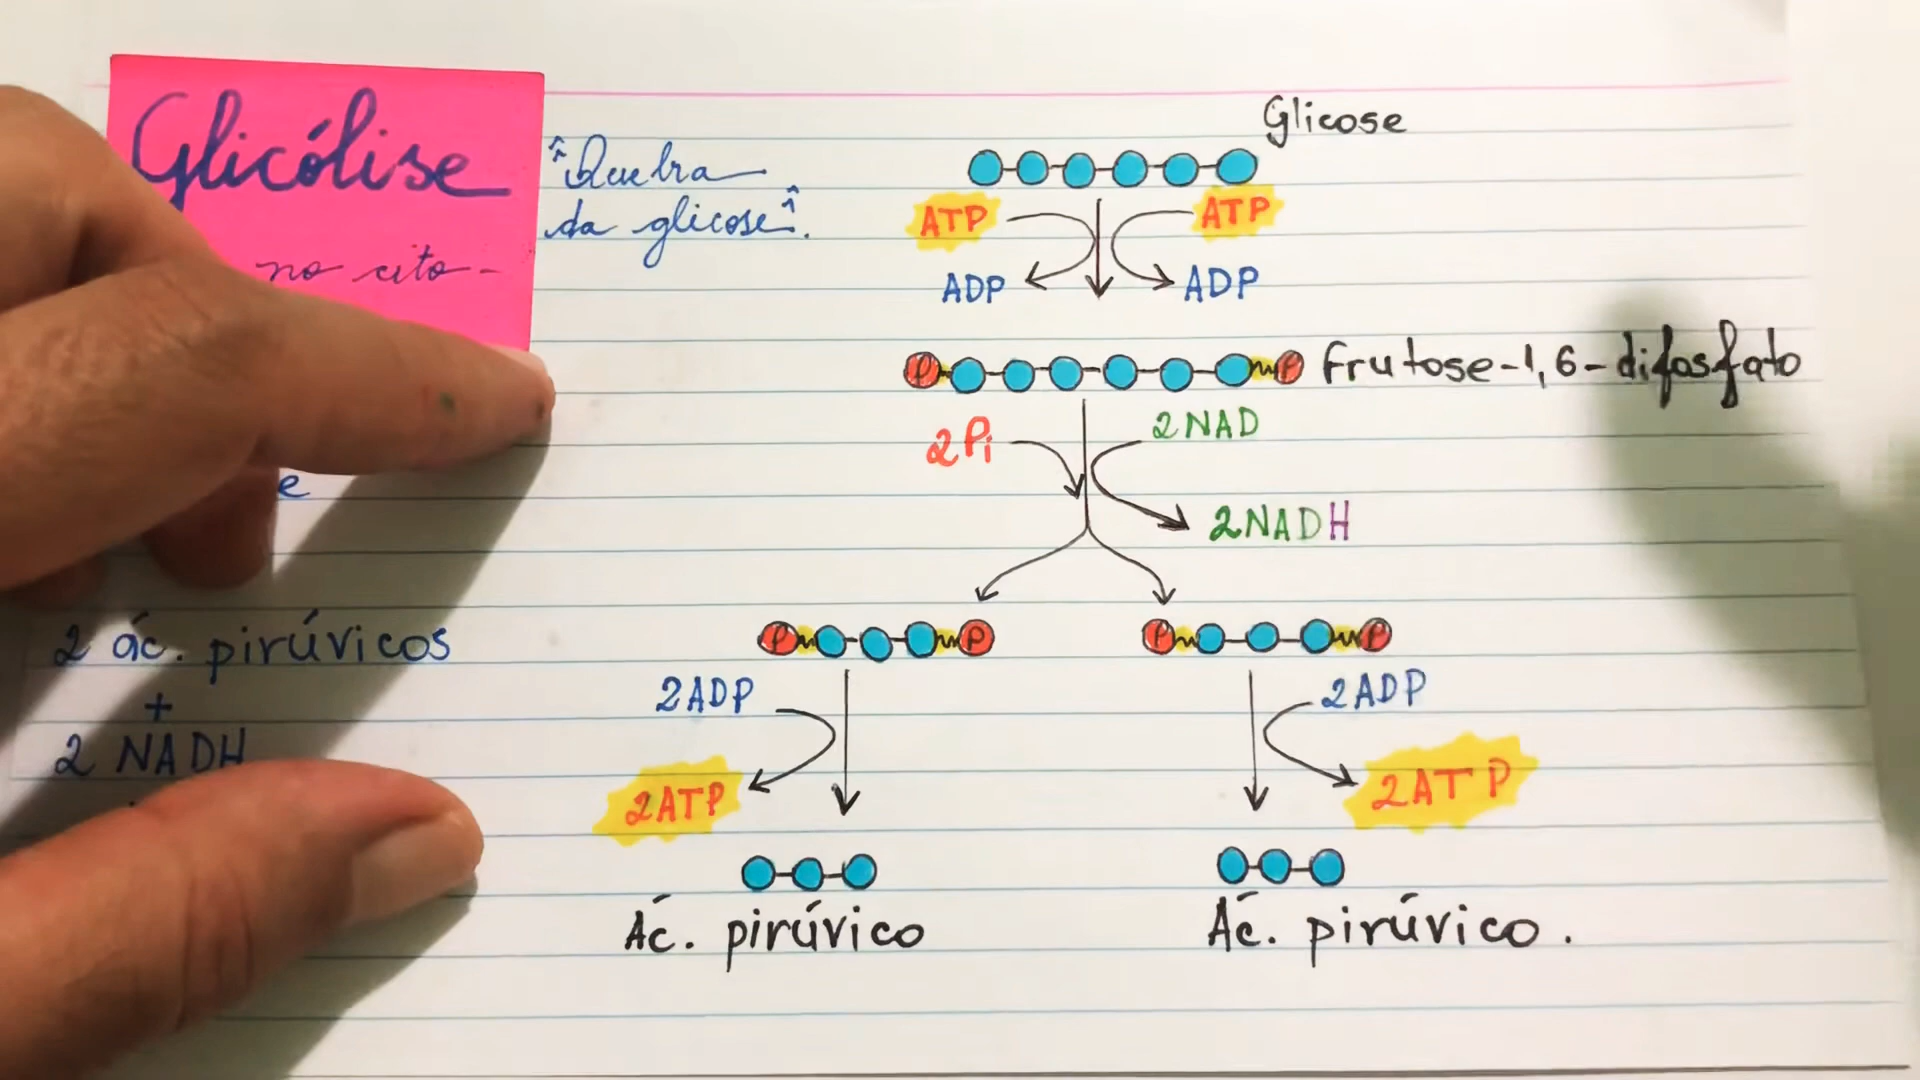 Glicólise
no cito-
"Quebra
da glicose".
e
2 ác. pirúvicos
+
2 NADH
Glicose
ATP ATP
ADP ADP
P P Frutose-1,6-difosfato
2Pi 2NAD
2NADH
P P P P
2ADP 2ADP
2ATP 2ATP
Ác. pirúvico Ác. pirúvico.